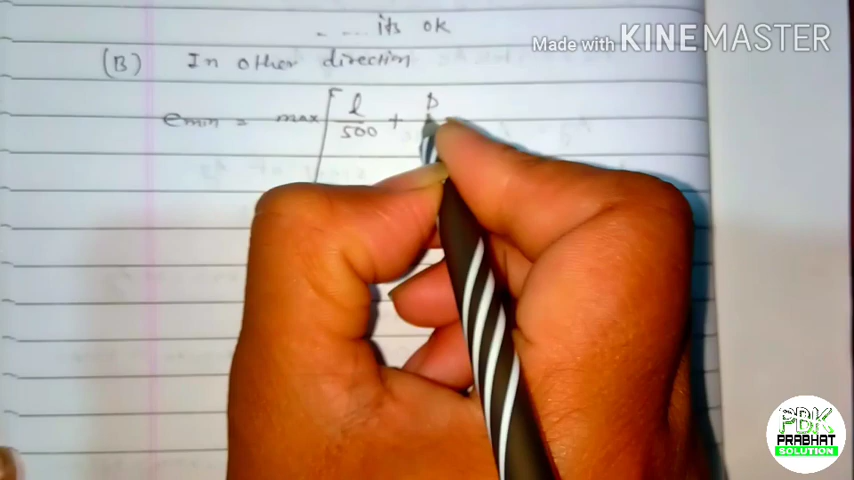 . ... its ok
Made with KINEMASTER
(B) In other direction
emin = max [ l/500 + b
PBK
PRABHAT
SOLUTION